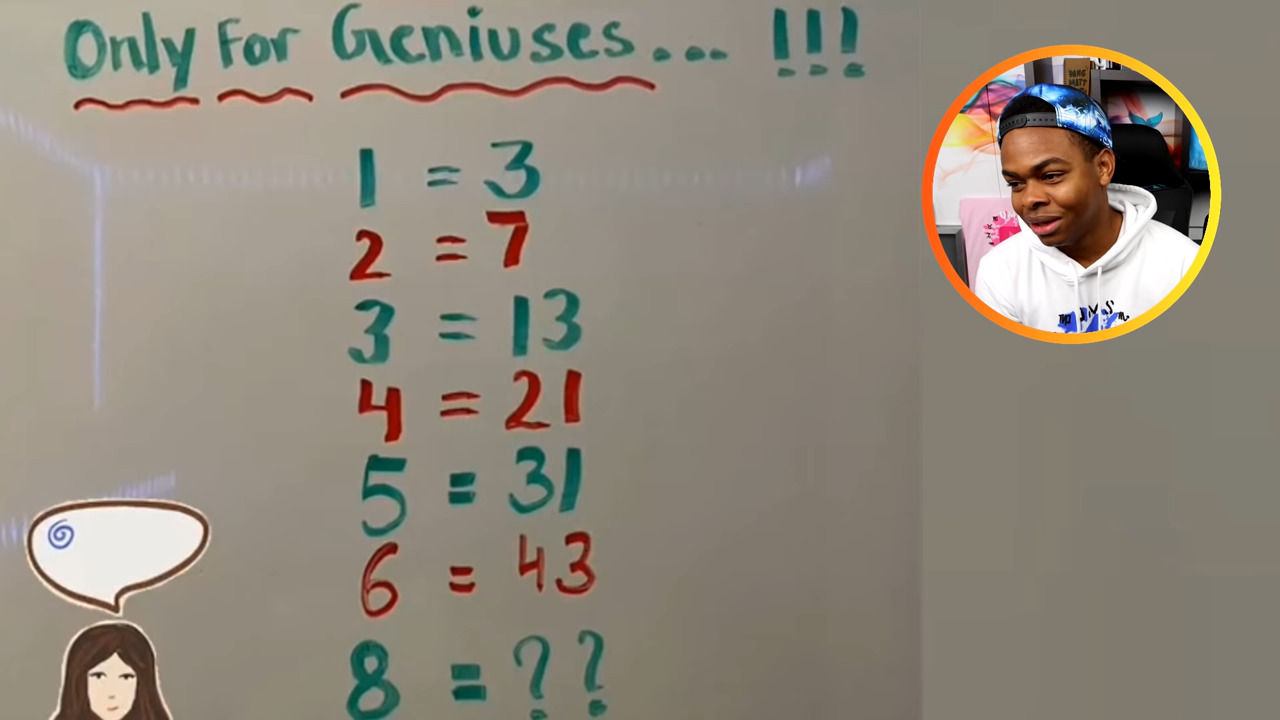 Only For Geniuses... !!!
1 = 3
2 = 7
3 = 13
4 = 21
5 = 31
6 = 43
8 = ??